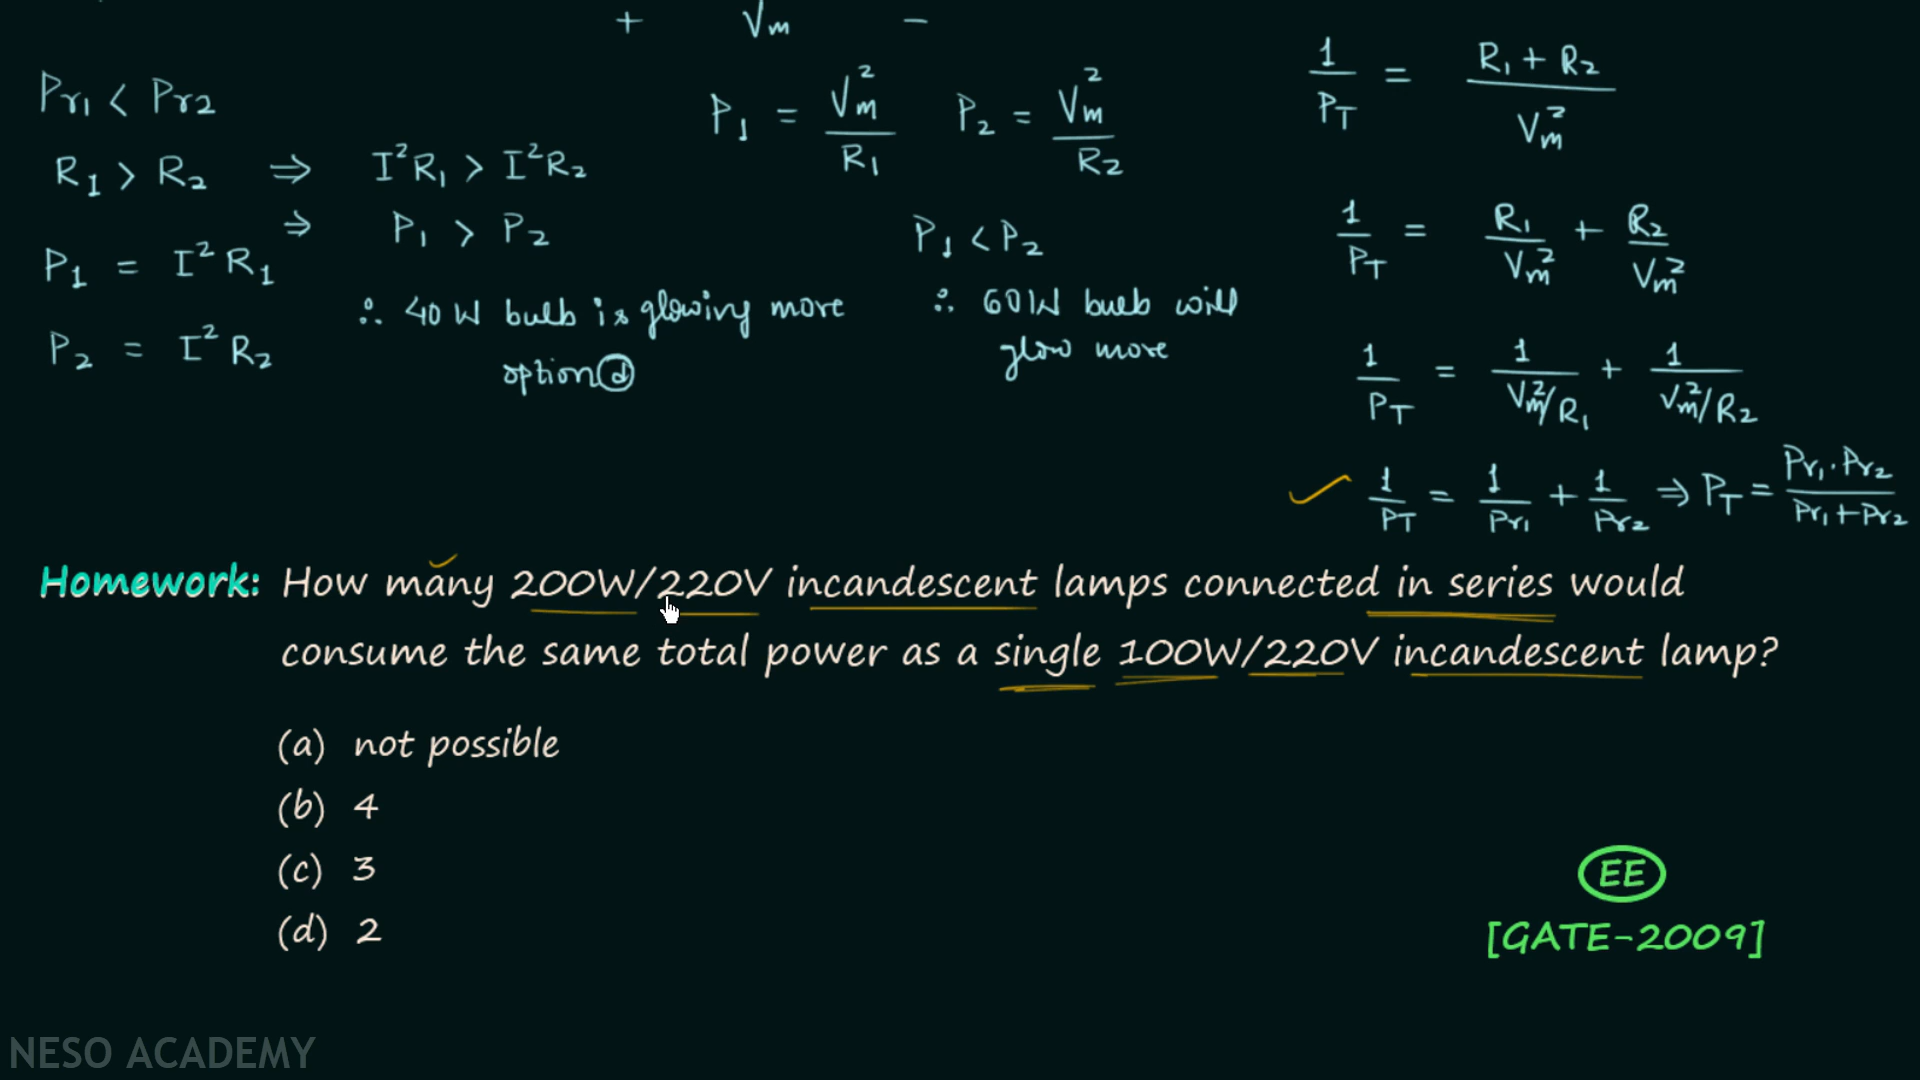 + Vm −
Pr1 < Pr2
R1 > R2 ⇒ I²R1 > I²R2
⇒ P1 > P2
P1 = I²R1
P2 = I²R2
∴ 40W bulb is glowing more
option (d)
P1 = Vm²/R1 P2 = Vm²/R2
P1 < P2
∴ 60W bulb will
glow more
1/PT = (R1 + R2)/Vm²
1/PT = R1/Vm² + R2/Vm²
1/PT = 1/(Vm²/R1) + 1/(Vm²/R2)
✓ 1/PT = 1/Pr1 + 1/Pr2 ⇒ PT = Pr1·Pr2/(Pr1+Pr2)
Homework: How many 200W/220V incandescent lamps connected in series would
consume the same total power as a single 100W/220V incandescent lamp?
(a) not possible
(b) 4
(c) 3
(d) 2
EE
[GATE-2009]
NESO ACADEMY